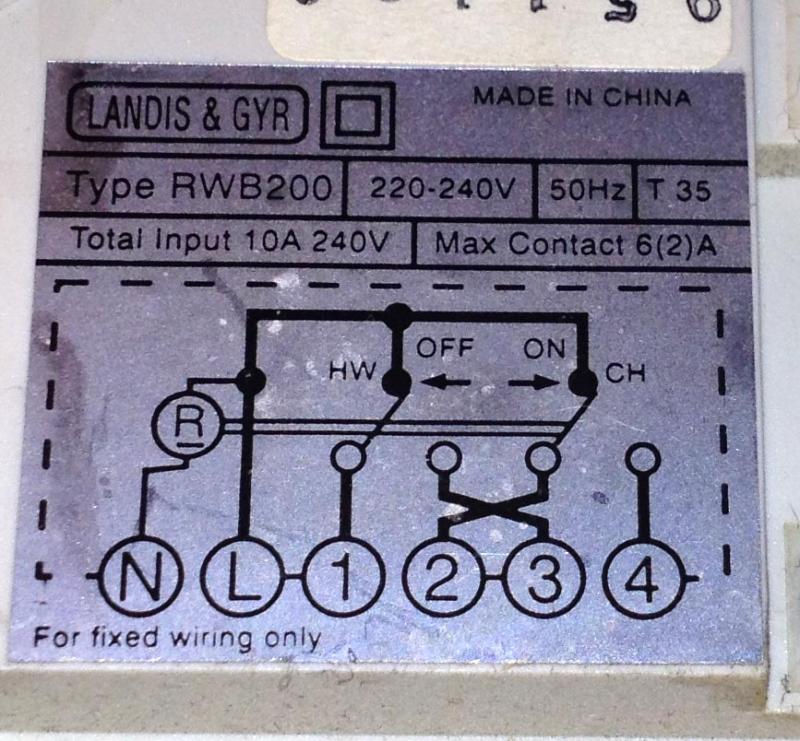 LANDIS & GYR
MADE IN CHINA
Type RWB200 220-240V 50Hz T 35
Total Input 10A 240V Max Contact 6(2)A
OFF ON
HW CH
R
N L 1 2 3 4
For fixed wiring only